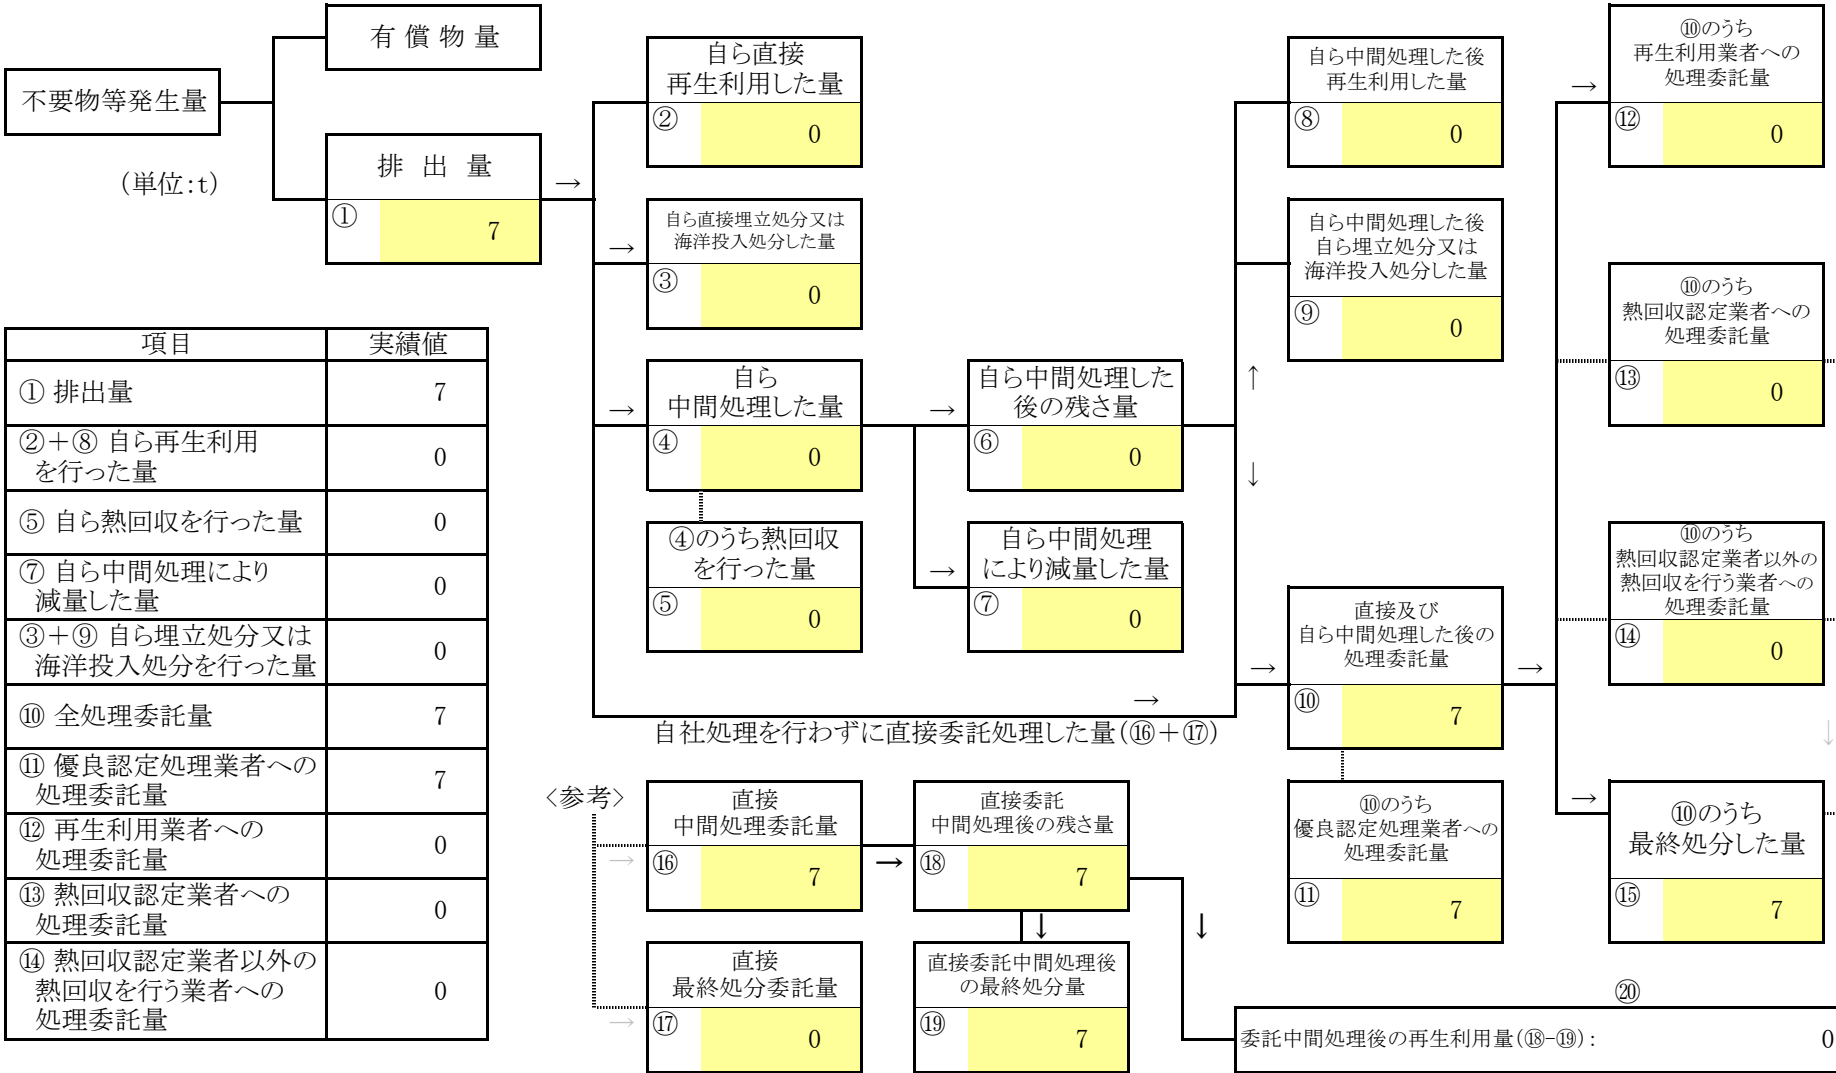 有 償 物 量
不要物等発生量
(単位:t)
排 出 量
①
7
→
自ら直接
再生利用した量
②
0
→
自ら直接埋立処分又は
海洋投入処分した量
③
0
→
自ら
中間処理した量
④
0
④のうち熱回収
を行った量
⑤
0
→
自ら中間処理した
後の残さ量
⑥
0
→
自ら中間処理
により減量した量
⑦
0
↑
↓
自ら中間処理した後
再生利用した量
⑧
0
自ら中間処理した後
自ら埋立処分又は
海洋投入処分した量
⑨
0
→
直接及び
自ら中間処理した後の
処理委託量
⑩
7
→
⑩のうち
優良認定処理業者への
処理委託量
⑪
7
→
⑩のうち
再生利用業者への
処理委託量
⑫
0
⑩のうち
熱回収認定業者への
処理委託量
⑬
0
⑩のうち
熱回収認定業者以外の
熱回収を行う業者への
処理委託量
⑭
0
↓
→
⑩のうち
最終処分した量
⑮
7
→
自社処理を行わずに直接委託処理した量(⑯+⑰)
<参考>
→
直接
中間処理委託量
⑯
7
→
直接委託
中間処理後の残さ量
⑱
7
↓
↓
→
直接
最終処分委託量
⑰
0
直接委託中間処理後
の最終処分量
⑲
7
⑳
委託中間処理後の再生利用量(⑱-⑲):
0
項目 実績値
① 排出量 7
②+⑧ 自ら再生利用
を行った量 0
⑤ 自ら熱回収を行った量 0
⑦ 自ら中間処理により
減量した量 0
③+⑨ 自ら埋立処分又は
海洋投入処分を行った量 0
⑩ 全処理委託量 7
⑪ 優良認定処理業者への
処理委託量 7
⑫ 再生利用業者への
処理委託量 0
⑬ 熱回収認定業者への
処理委託量 0
⑭ 熱回収認定業者以外の
熱回収を行う業者への
処理委託量 0